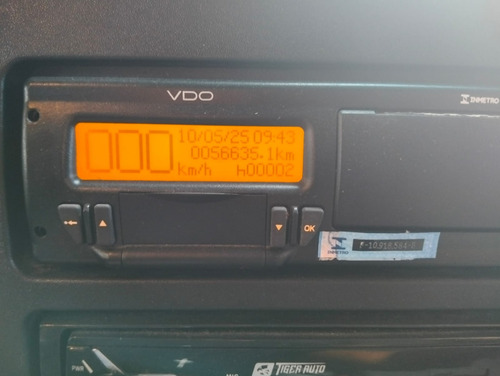 VDO
INMETRO
000
10/05/25 09:43
0056635.1km
km/h h00002
OK
INMETRO
TIGER AUTO